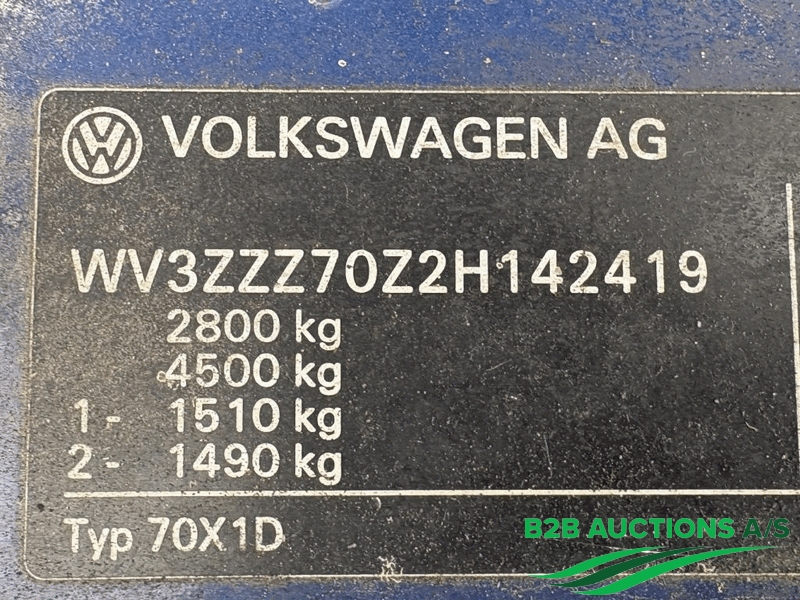 VOLKSWAGEN AG
WV3ZZZ70Z2H142419
2800 kg
4500 kg
1- 1510 kg
2- 1490 kg
Typ 70X1D
B2B AUCTIONS A/S